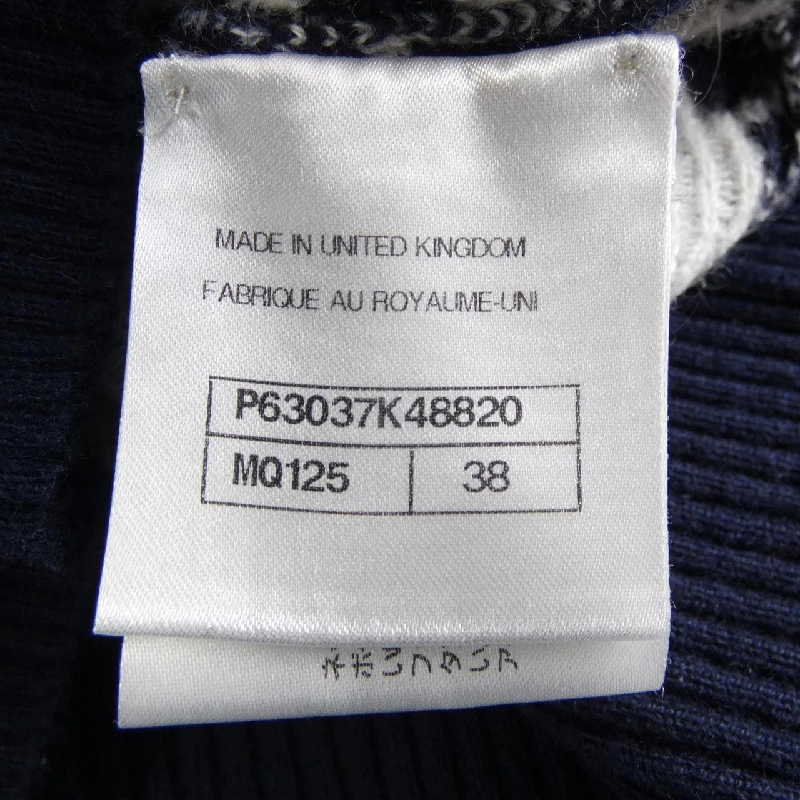 MADE IN UNITED KINGDOM
FABRIQUE AU ROYAUME-UNI
P63037K48820
MQ125 38